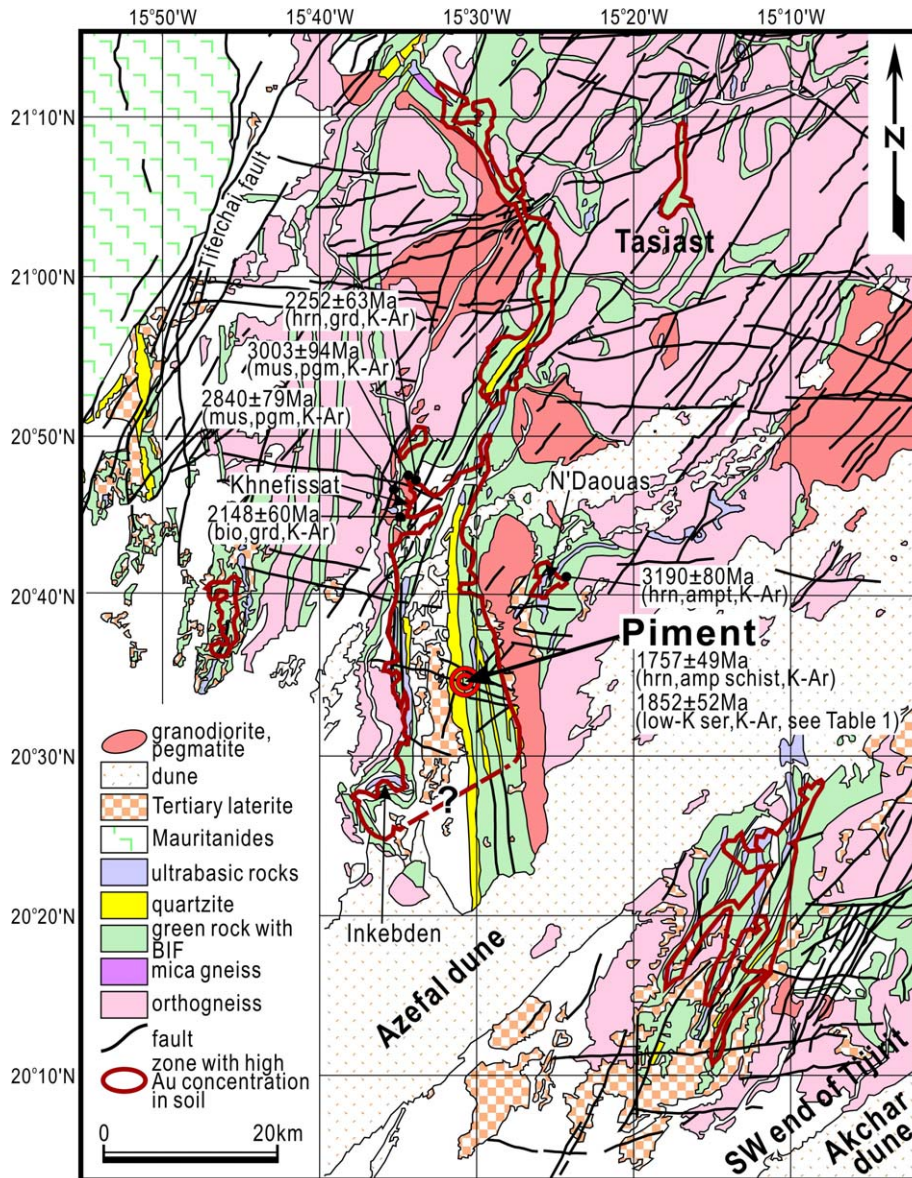 15°50'W 15°40'W 15°30'W 15°20'W 15°10'W
21°10'N
21°00'N
20°50'N
20°40'N
20°30'N
20°20'N
20°10'N
N
Tiferchaï fault
Tasiast
2252±63Ma
(hrn,grd,K-Ar)
3003±94Ma
(mus,pgm,K-Ar)
2840±79Ma
(mus,pgm,K-Ar)
Khnefissat
2148±60Ma
(bio,grd,K-Ar)
N'Daouas
3190±80Ma
(hrn,ampt,K-Ar)
Piment
1757±49Ma
(hrn,amp schist,K-Ar)
1852±52Ma
(low-K ser,K-Ar, see Table 1)
?
Inkebden
Azefal dune
SW end of Tijirit
Akchar
dune
granodiorite,
pegmatite
dune
Tertiary laterite
Mauritanides
ultrabasic rocks
quartzite
green rock with
BIF
mica gneiss
orthogneiss
fault
zone with high
Au concentration
in soil
0 20km